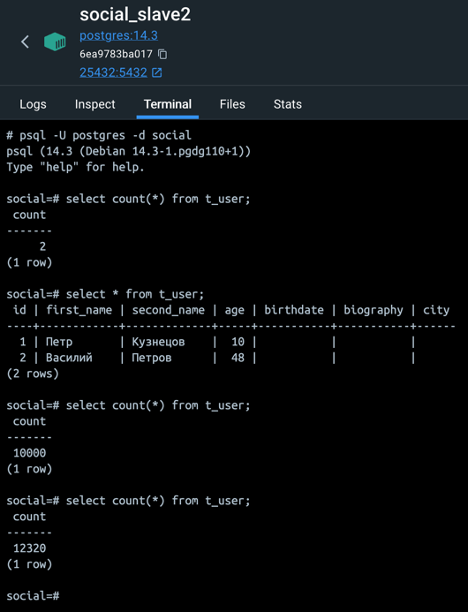 social_slave2
postgres:14.3
6ea9783ba017
25432:5432
Logs Inspect Terminal Files Stats
# psql -U postgres -d social
psql (14.3 (Debian 14.3-1.pgdg110+1))
Type "help" for help.
social=# select count(*) from t_user;
count
-------
2
(1 row)
social=# select * from t_user;
id | first_name | second_name | age | birthdate | biography | city
----+------------+-------------+-----+-----------+-----------+------
1 | Петр | Кузнецов | 10 | | |
2 | Василий | Петров | 48 | | |
(2 rows)
social=# select count(*) from t_user;
count
-------
10000
(1 row)
social=# select count(*) from t_user;
count
-------
12320
(1 row)
social=#